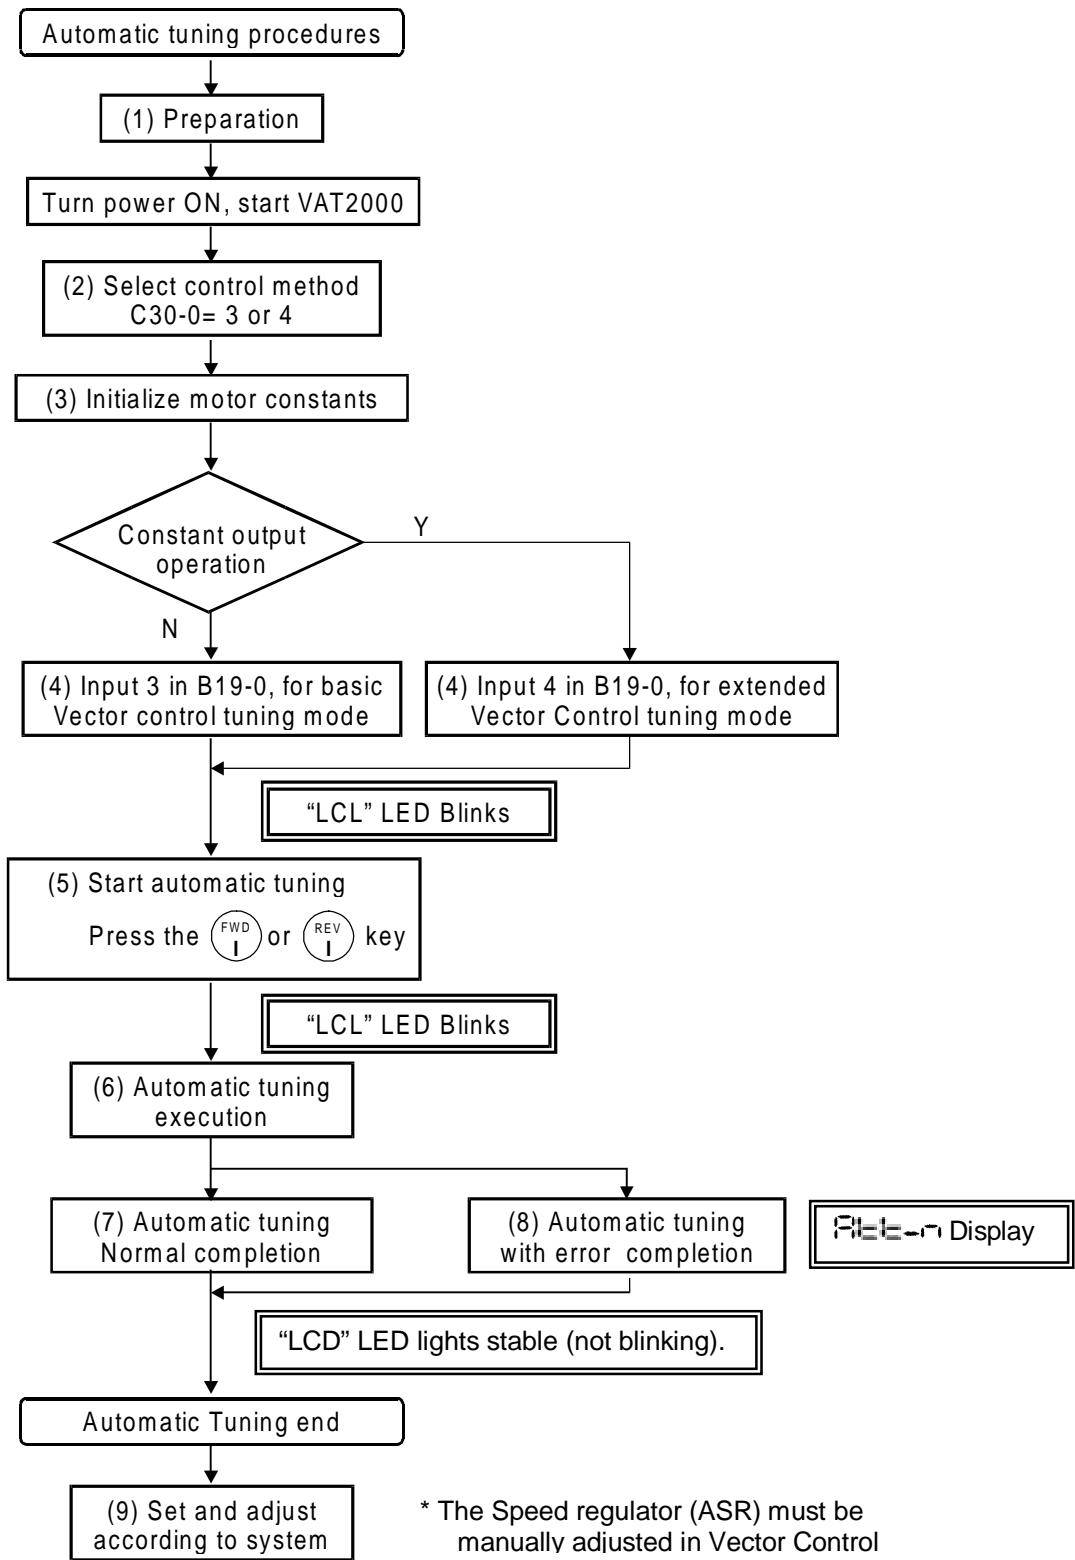 Automatic tuning procedures
(1) Preparation
Turn power ON, start VAT2000
(2) Select control method
C30-0= 3 or 4
(3) Initialize motor constants
Constant output
operation
Y
N
(4) Input 3 in B19-0, for basic
Vector control tuning mode
(4) Input 4 in B19-0, for extended
Vector Control tuning mode
“LCL” LED Blinks
(5) Start automatic tuning
Press the FWD I or REV I key
“LCL” LED Blinks
(6) Automatic tuning
execution
(7) Automatic tuning
Normal completion
(8) Automatic tuning
with error completion
Att-n Display
“LCD” LED lights stable (not blinking).
Automatic Tuning end
(9) Set and adjust
according to system
* The Speed regulator (ASR) must be
manually adjusted in Vector Control